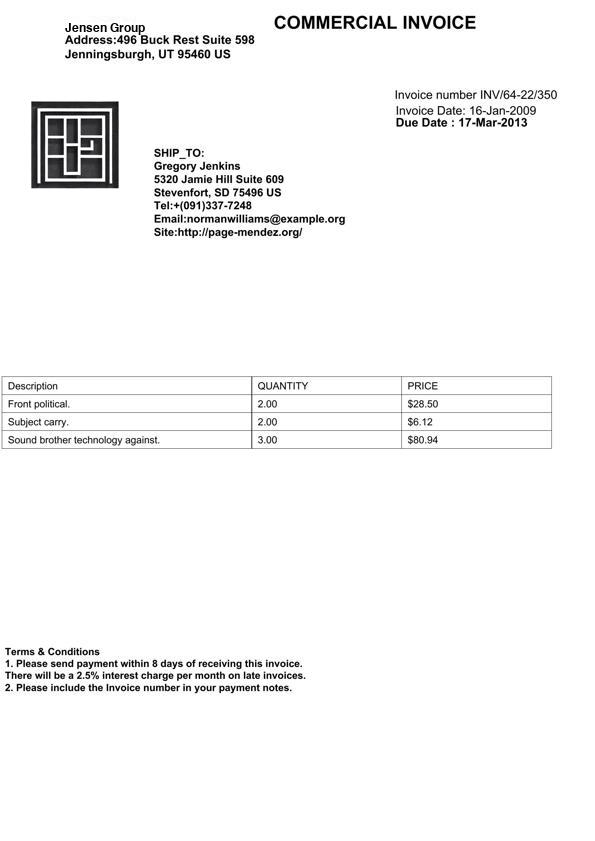 COMMERCIAL INVOICE
Jensen Group
Address:496 Buck Rest Suite 598
Jenningsburgh, UT 95460 US
Invoice number INV/64-22/350
Invoice Date: 16-Jan-2009
Due Date : 17-Mar-2013
SHIP_TO:
Gregory Jenkins
5320 Jamie Hill Suite 609
Stevenfort, SD 75496 US
Tel:+(091)337-7248
Email:normanwilliams@example.org
Site:http://page-mendez.org/
Description QUANTITY PRICE
Front political. 2.00 $28.50
Subject carry. 2.00 $6.12
Sound brother technology against. 3.00 $80.94
Terms & Conditions
1. Please send payment within 8 days of receiving this invoice.
There will be a 2.5% interest charge per month on late invoices.
2. Please include the Invoice number in your payment notes.